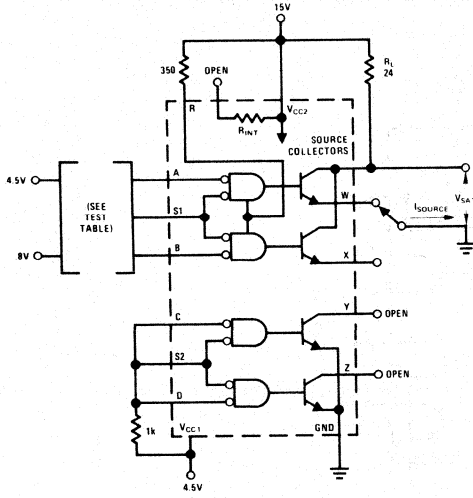 15V
350
OPEN
RL
24
R
VCC2
RINT
SOURCE
COLLECTORS
A
4.5V
(SEE
TEST
TABLE)
S1
W
ISOURCE
VSAT
8V
B
X
C
Y
OPEN
S2
Z
OPEN
D
1k
VCC1
GND
4.5V